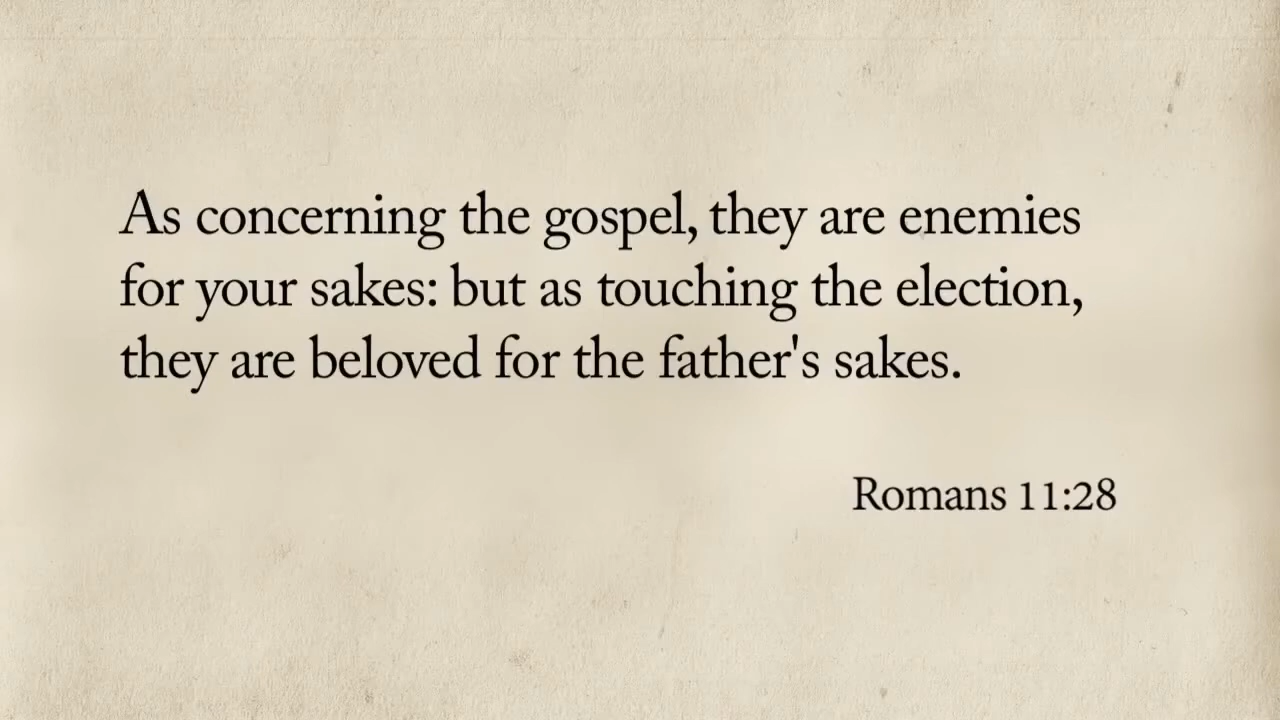 As concerning the gospel, they are enemies
for your sakes: but as touching the election,
they are beloved for the father's sakes.
Romans 11:28